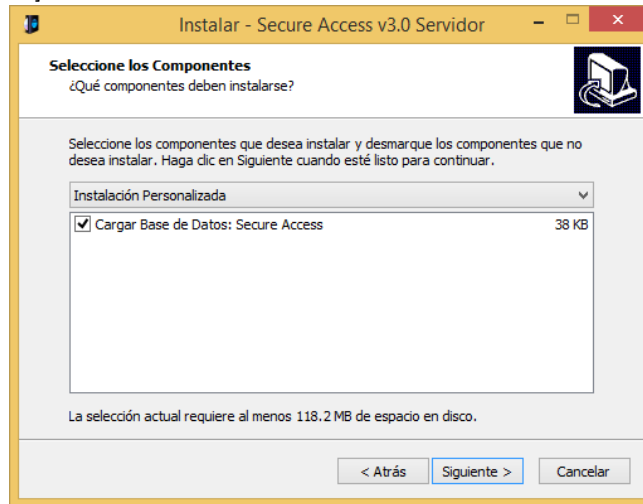 Instalar - Secure Access v3.0 Servidor
Seleccione los Componentes
¿Qué componentes deben instalarse?
Seleccione los componentes que desea instalar y desmarque los componentes que no
desea instalar. Haga clic en Siguiente cuando esté listo para continuar.
Instalación Personalizada
Cargar Base de Datos: Secure Access 38 KB
La selección actual requiere al menos 118.2 MB de espacio en disco.
< Atrás Siguiente > Cancelar